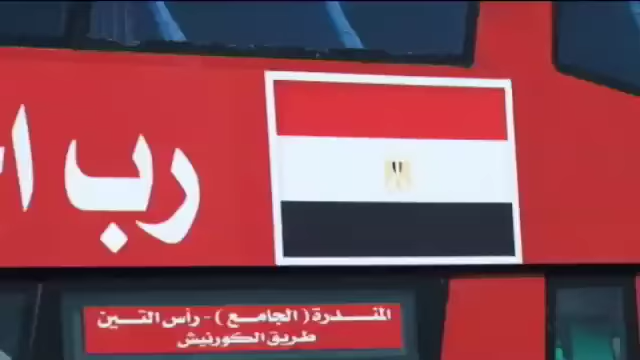 رب ا
المندرة (الجامع) - رأس التين
طريق الكورنيش